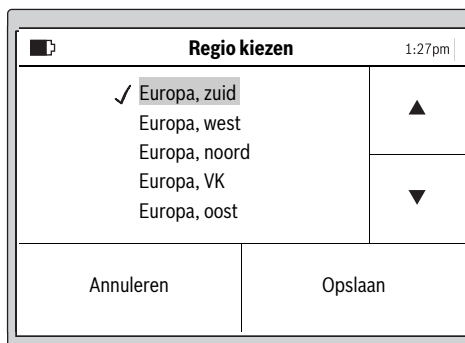 Regio kiezen 1:27pm
Europa, zuid
Europa, west
Europa, noord
Europa, VK
Europa, oost
Annuleren Opslaan